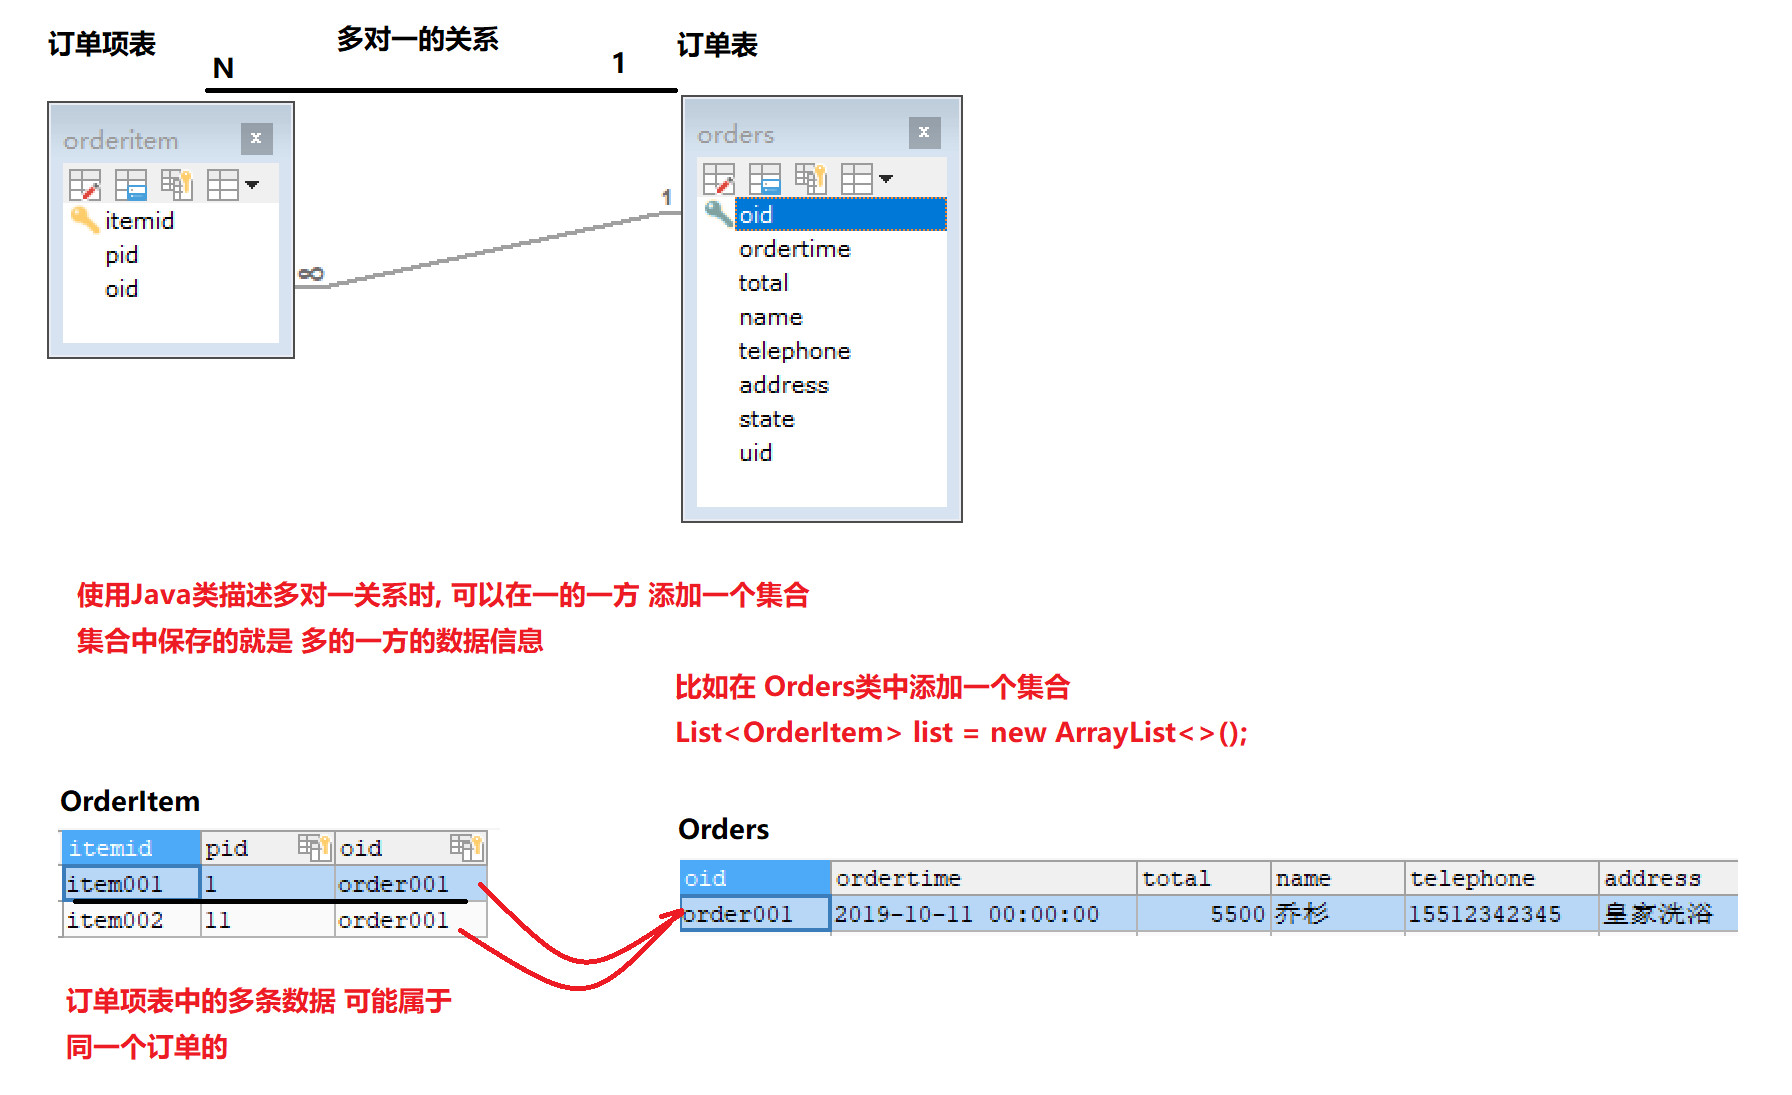 订单项表
多对一的关系
订单表
N
1
orderitem
x
itemid
pid
oid
∞
1
orders
x
oid
ordertime
total
name
telephone
address
state
uid
使用Java类描述多对一关系时, 可以在一的一方 添加一个集合
集合中保存的就是 多的一方的数据信息
比如在 Orders类中添加一个集合
List<OrderItem> list = new ArrayList<>();
OrderItem
itemid pid oid
item001 1 order001
item002 11 order001
订单项表中的多条数据 可能属于
同一个订单的
Orders
oid ordertime total name telephone address
order001 2019-10-11 00:00:00 5500 乔杉 15512342345 皇家洗浴